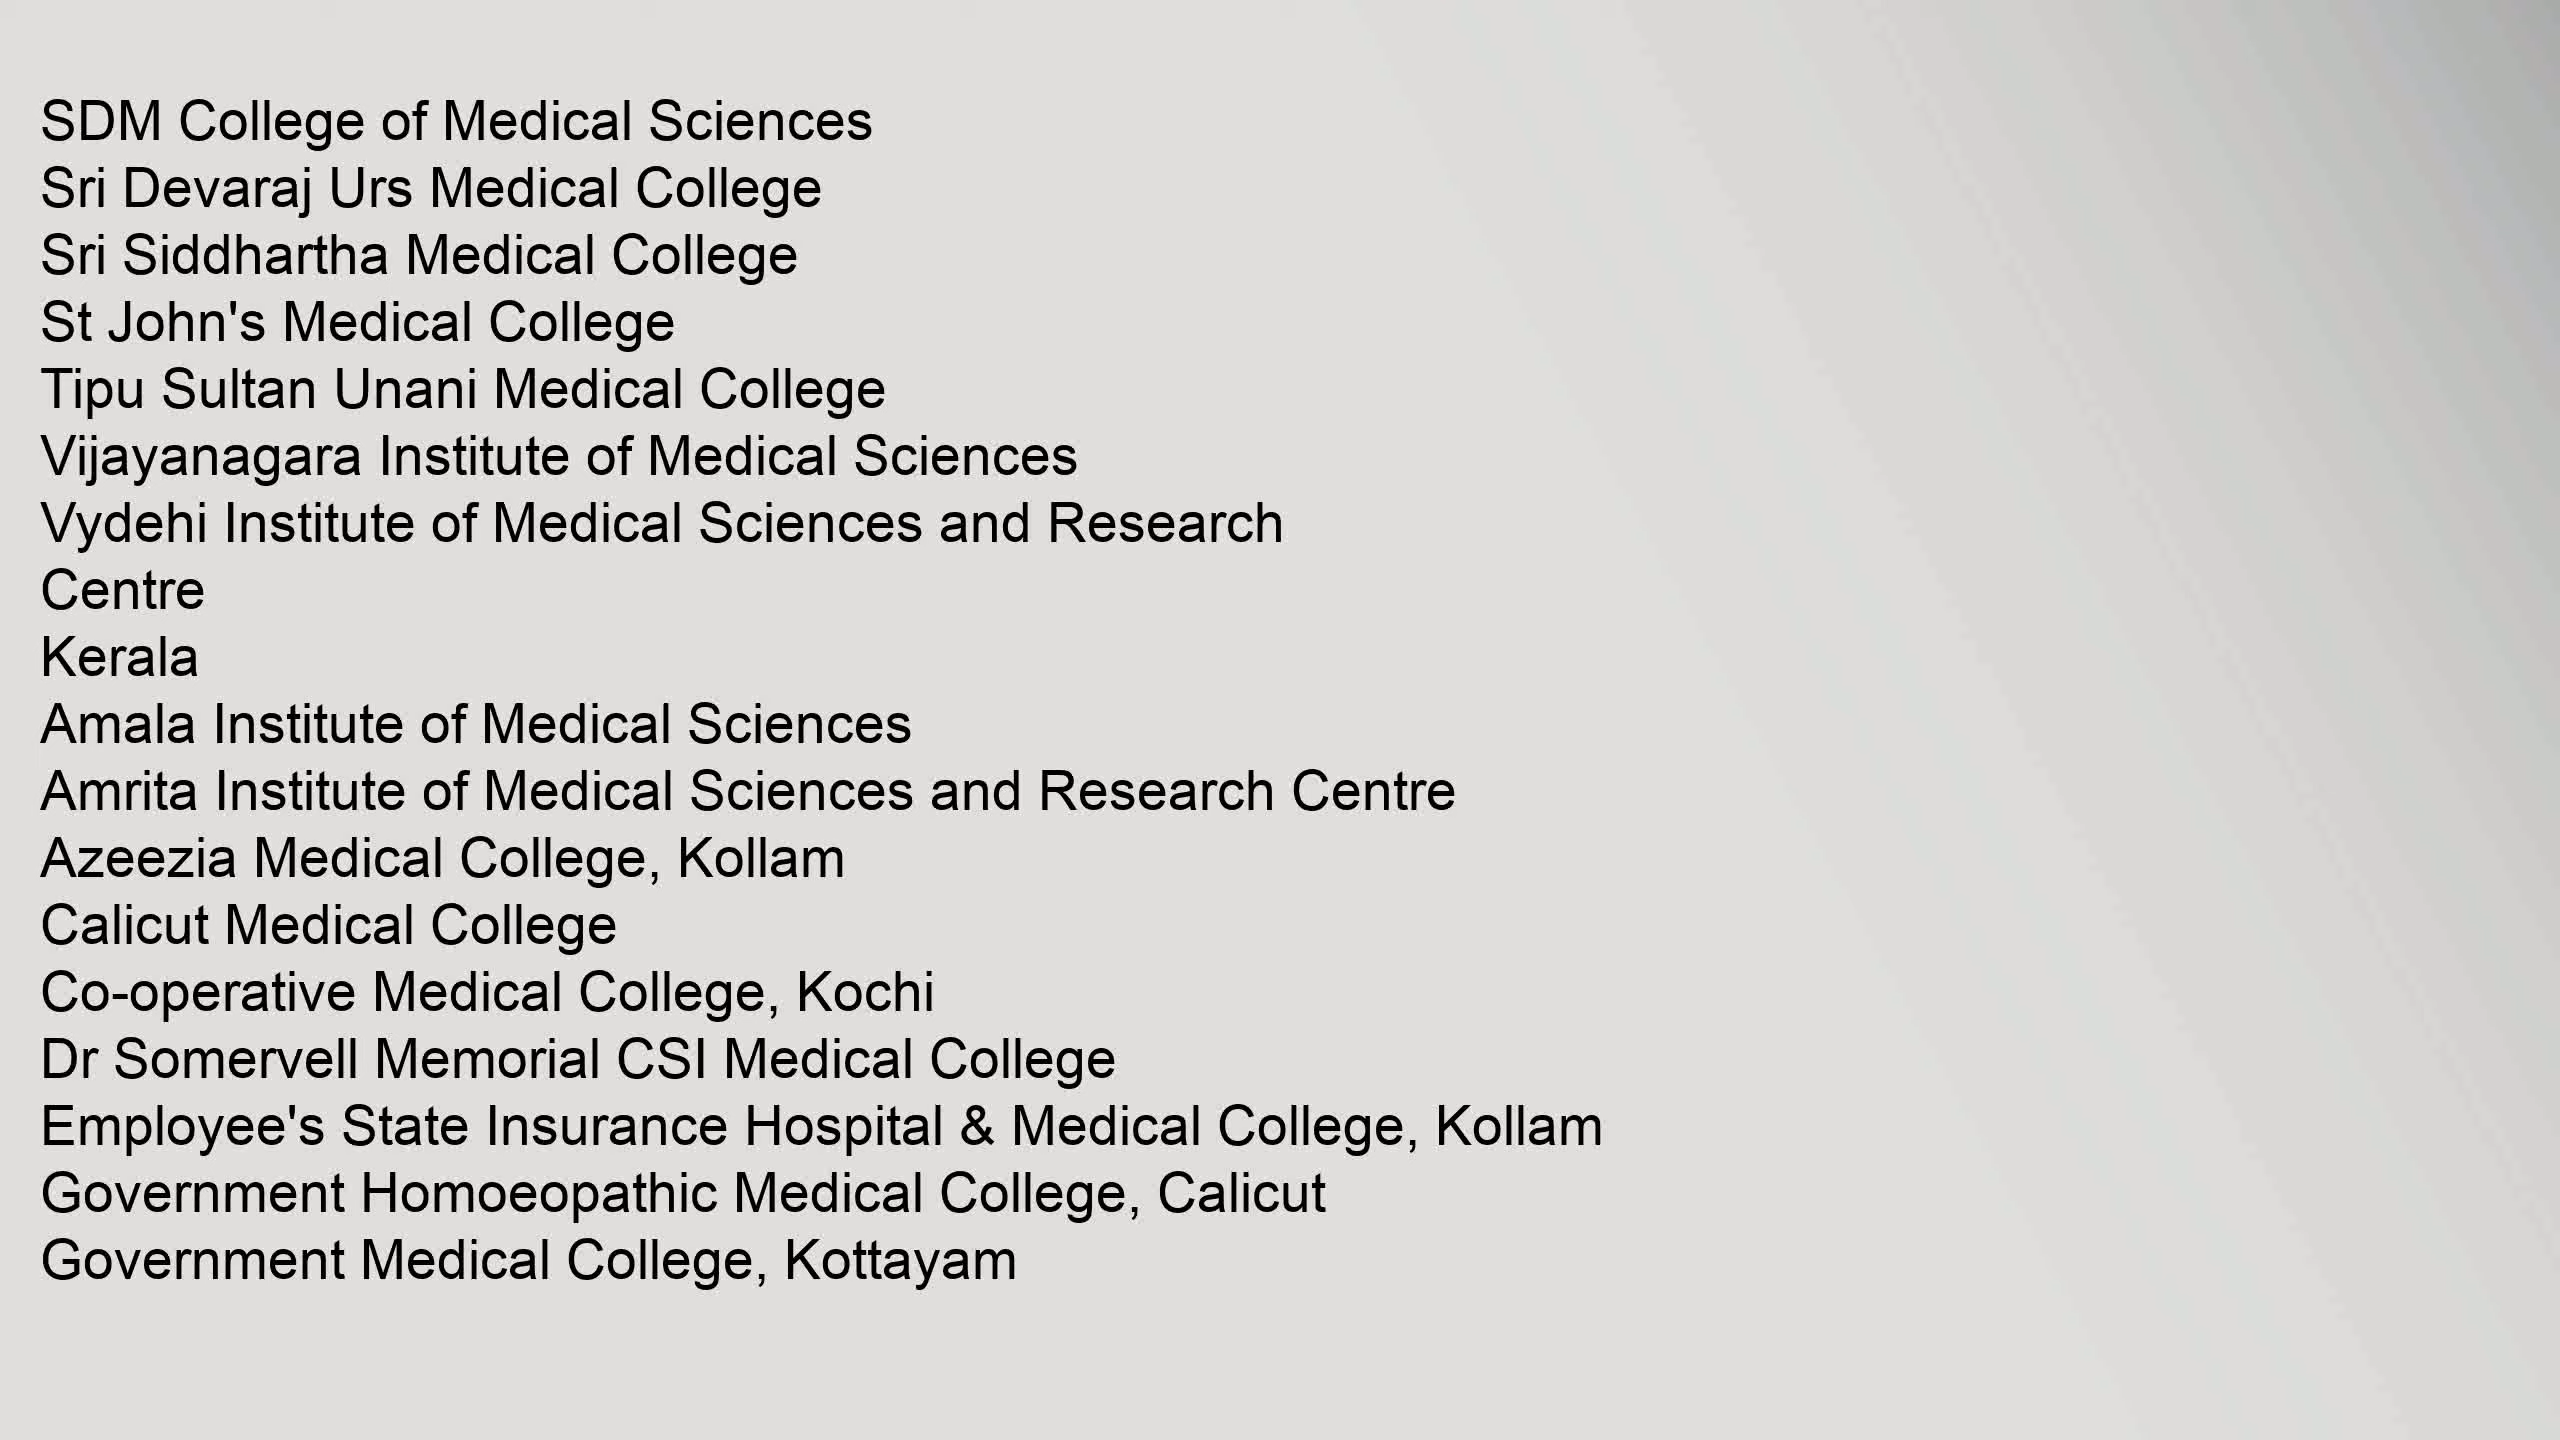 SDM College of Medical Sciences
Sri Devaraj Urs Medical College
Sri Siddhartha Medical College
St John's Medical College
Tipu Sultan Unani Medical College
Vijayanagara Institute of Medical Sciences
Vydehi Institute of Medical Sciences and Research
Centre
Kerala
Amala Institute of Medical Sciences
Amrita Institute of Medical Sciences and Research Centre
Azeezia Medical College, Kollam
Calicut Medical College
Co-operative Medical College, Kochi
Dr Somervell Memorial CSI Medical College
Employee's State Insurance Hospital & Medical College, Kollam
Government Homoeopathic Medical College, Calicut
Government Medical College, Kottayam